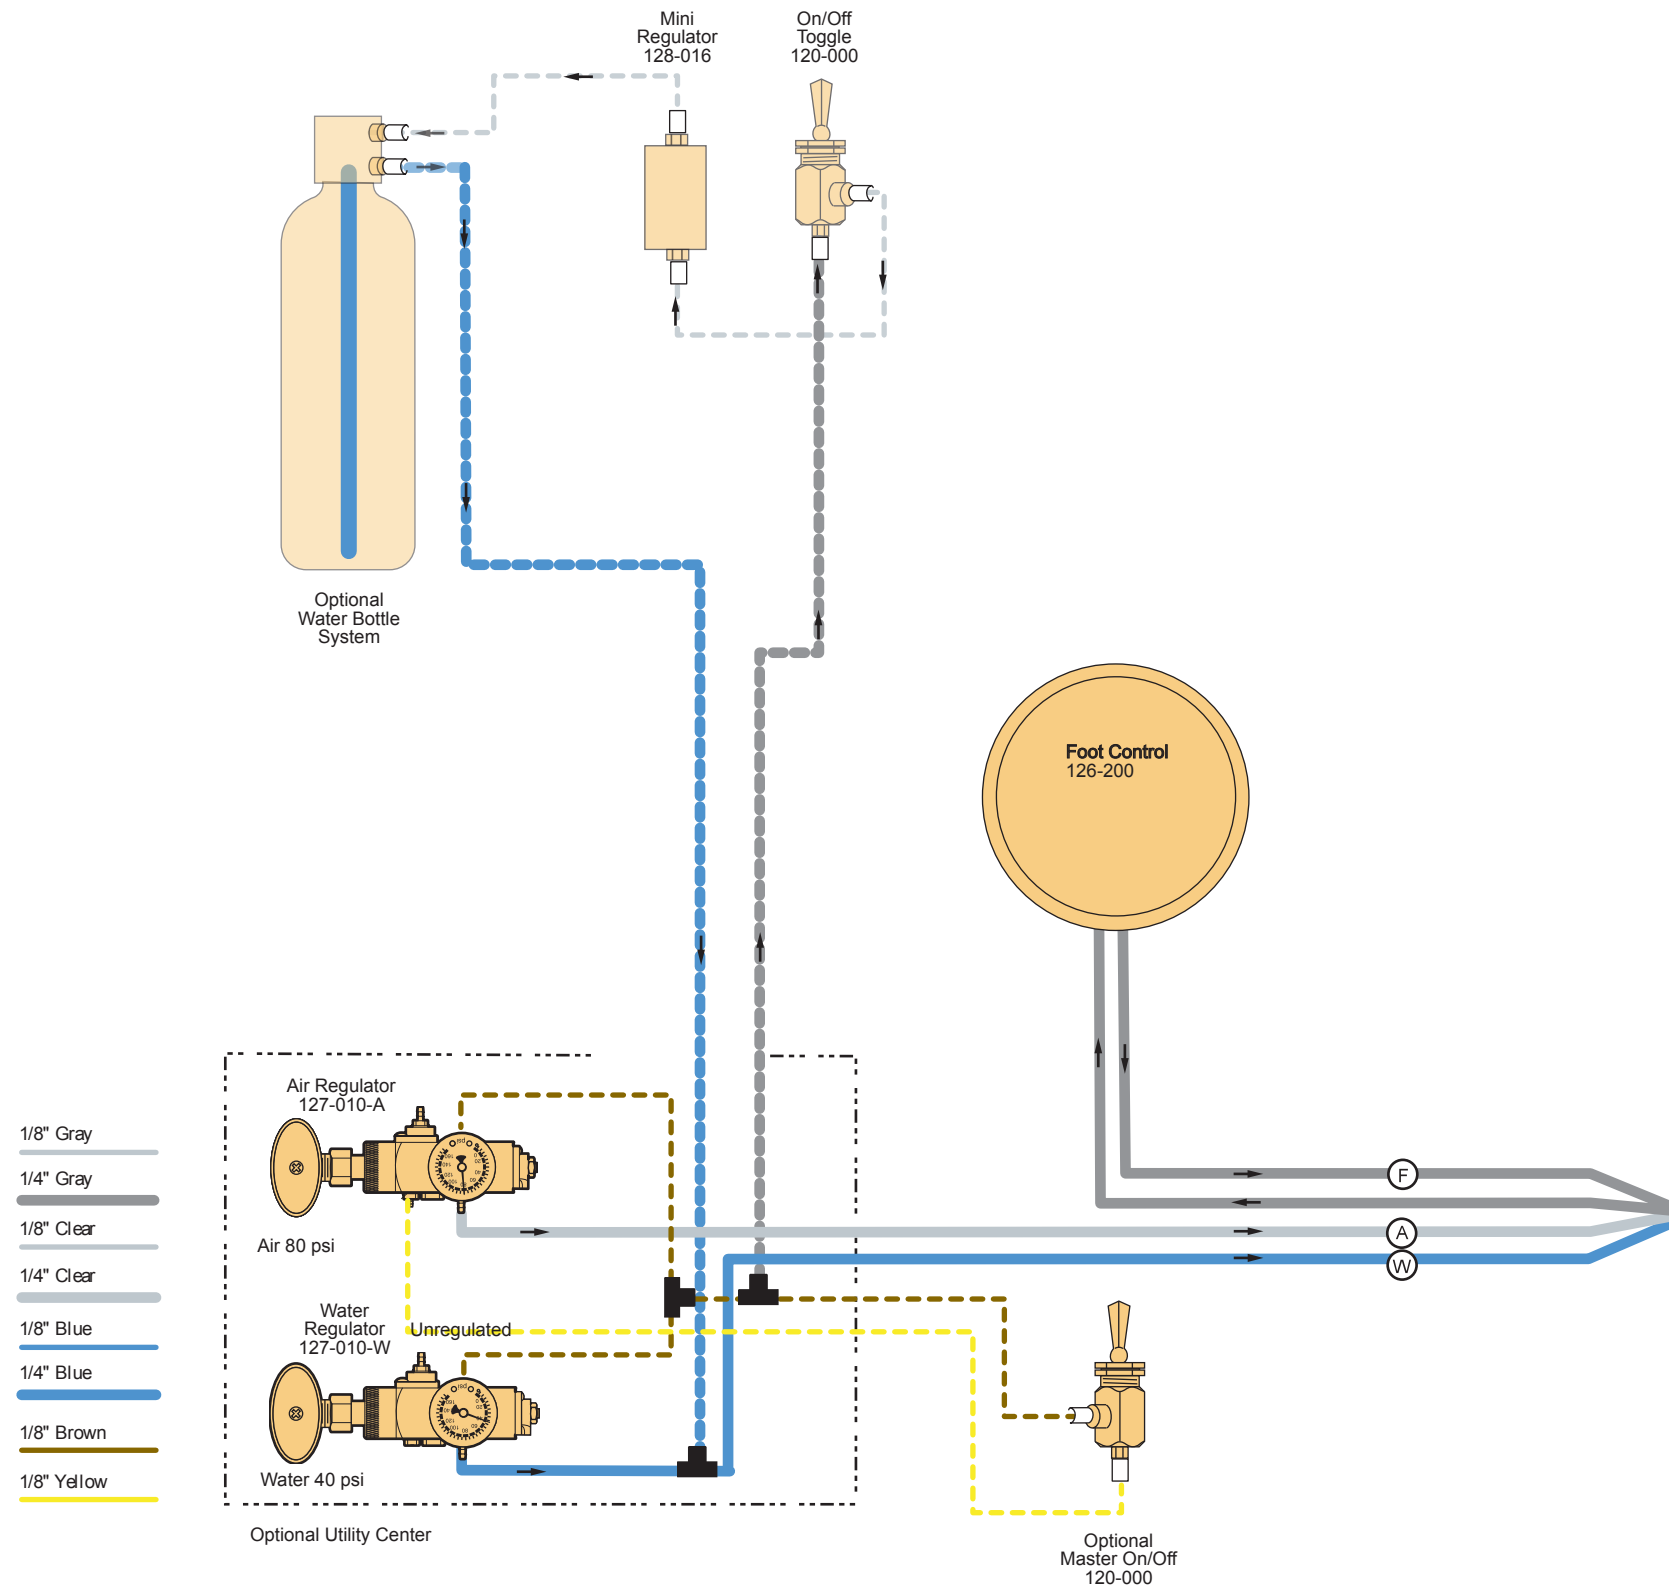 Mini
Regulator
128-016
On/Off
Toggle
120-000
Optional
Water Bottle
System
Foot Control
126-200
Air Regulator
127-010-A
Air 80 psi
1/8" Gray
1/4" Gray
1/8" Clear
1/4" Clear
1/8" Blue
1/4" Blue
1/8" Brown
1/8" Yellow
F
A
W
Water
Regulator
127-010-W
Unregulated
Water 40 psi
Optional Utility Center
Optional
Master On/Off
120-000